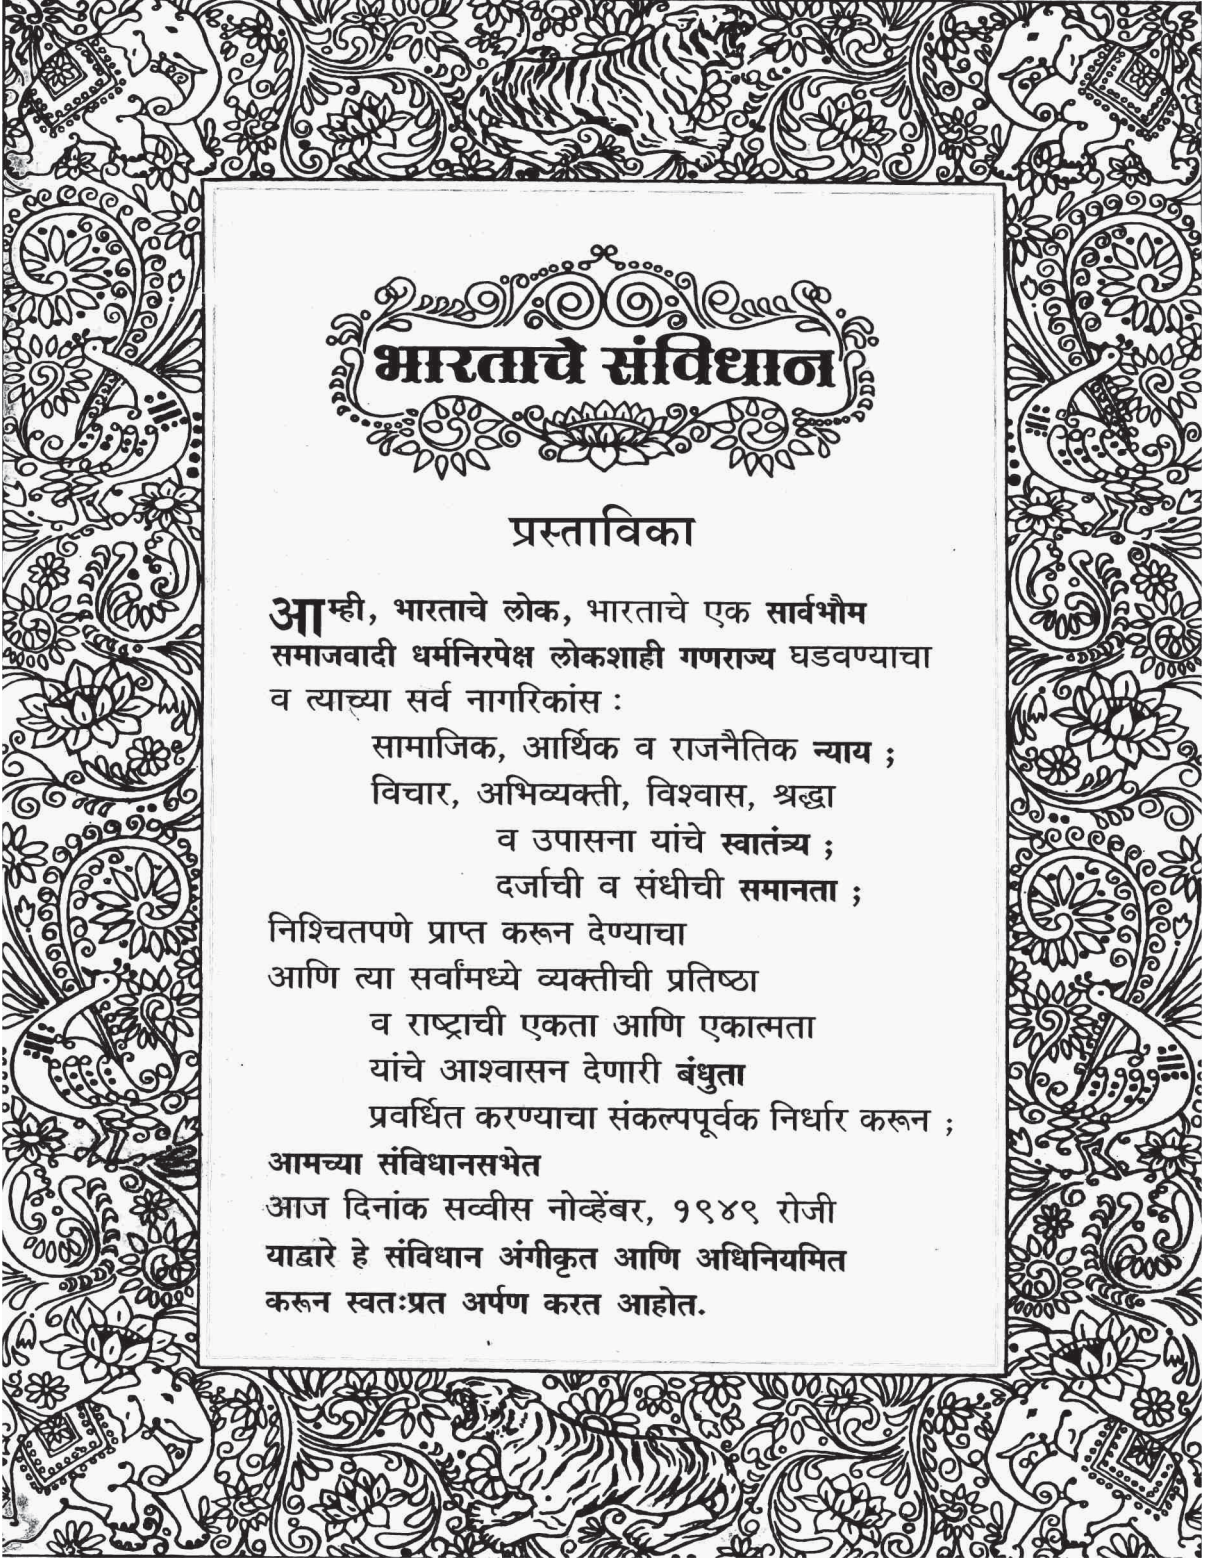 भारताचे संविधान
प्रस्ताविका
आम्ही, भारताचे लोक, भारताचे एक सार्वभौम
समाजवादी धर्मनिरपेक्ष लोकशाही गणराज्य घडवण्याचा
व त्याच्या सर्व नागरिकांस :
सामाजिक, आर्थिक व राजनैतिक न्याय ;
विचार, अभिव्यक्ती, विश्वास, श्रद्धा
व उपासना यांचे स्वातंत्र्य ;
दर्जाची व संधीची समानता ;
निश्चितपणे प्राप्त करून देण्याचा
आणि त्या सर्वांमध्ये व्यक्तीची प्रतिष्ठा
व राष्ट्राची एकता आणि एकात्मता
यांचे आश्वासन देणारी बंधुता
प्रवर्धित करण्याचा संकल्पपूर्वक निर्धार करून ;
आमच्या संविधानसभेत
आज दिनांक सव्वीस नोव्हेंबर, १९४९ रोजी
याद्वारे हे संविधान अंगीकृत आणि अधिनियमित
करून स्वतःप्रत अर्पण करत आहोत.